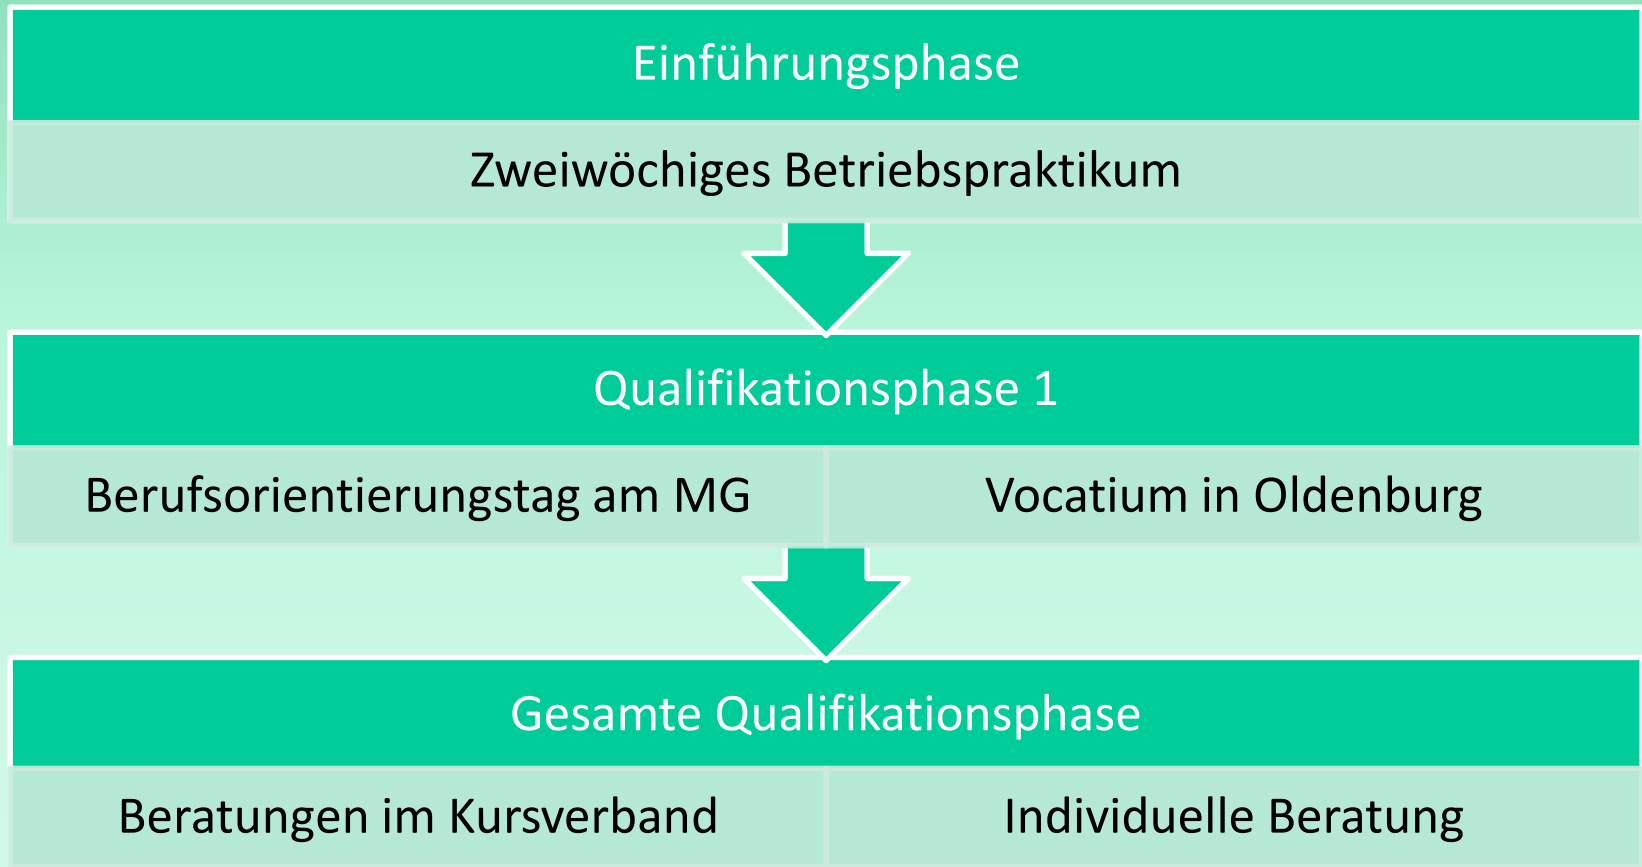 Einführungsphase
Zweiwöchiges Betriebspraktikum
Qualifikationsphase 1
Berufsorientierungstag am MG
Vocatium in Oldenburg
Gesamte Qualifikationsphase
Beratungen im Kursverband
Individuelle Beratung